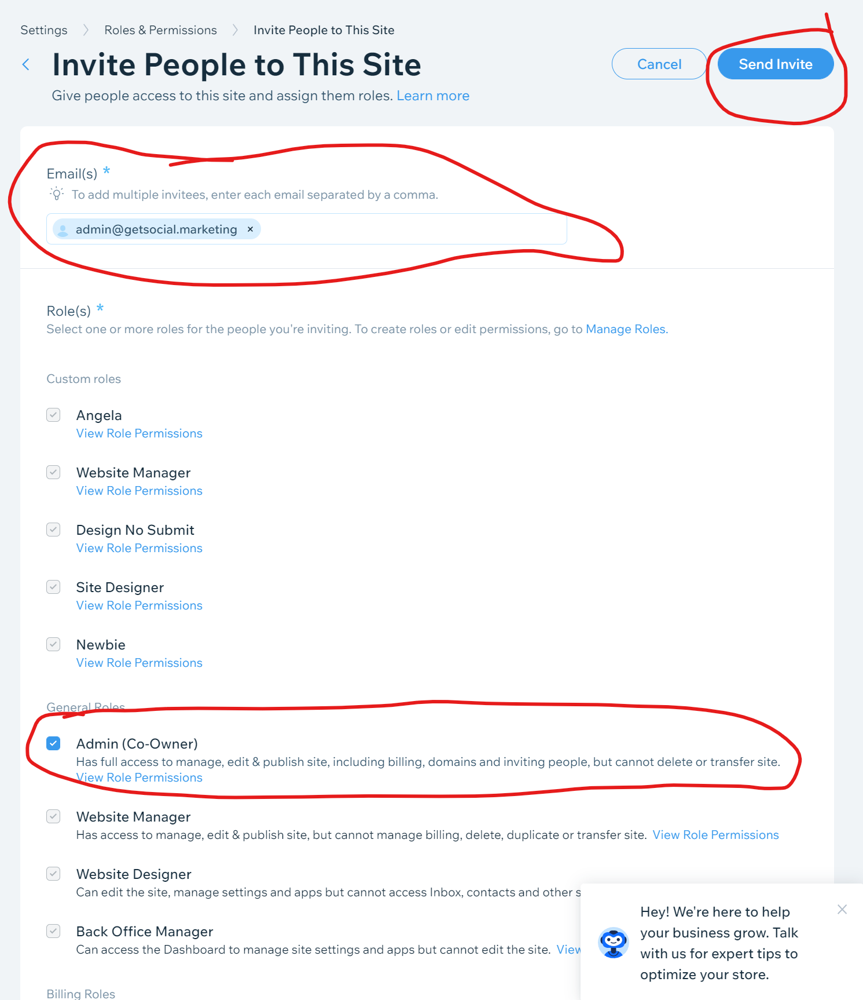 Settings
Roles & Permissions
Invite People to This Site
Invite People to This Site
Cancel
Send Invite
Give people access to this site and assign them roles. Learn more
Email(s) *
To add multiple invitees, enter each email separated by a comma.
admin@getsocial.marketing ×
Role(s) *
Select one or more roles for the people you're inviting. To create roles or edit permissions, go to Manage Roles.
Custom roles
Angela
View Role Permissions
Website Manager
View Role Permissions
Design No Submit
View Role Permissions
Site Designer
View Role Permissions
Newbie
View Role Permissions
General Roles
Admin (Co-Owner)
Has full access to manage, edit & publish site, including billing, domains and inviting people, but cannot delete or transfer site.
View Role Permissions
Website Manager
Has access to manage, edit & publish site, but cannot manage billing, delete, duplicate or transfer site. View Role Permissions
Website Designer
Can edit the site, manage settings and apps but cannot access Inbox, contacts and other
Back Office Manager
Can access the Dashboard to manage site settings and apps but cannot edit the site. View
Billing Roles
Hey! We're here to help
your business grow. Talk
with us for expert tips to
optimize your store.